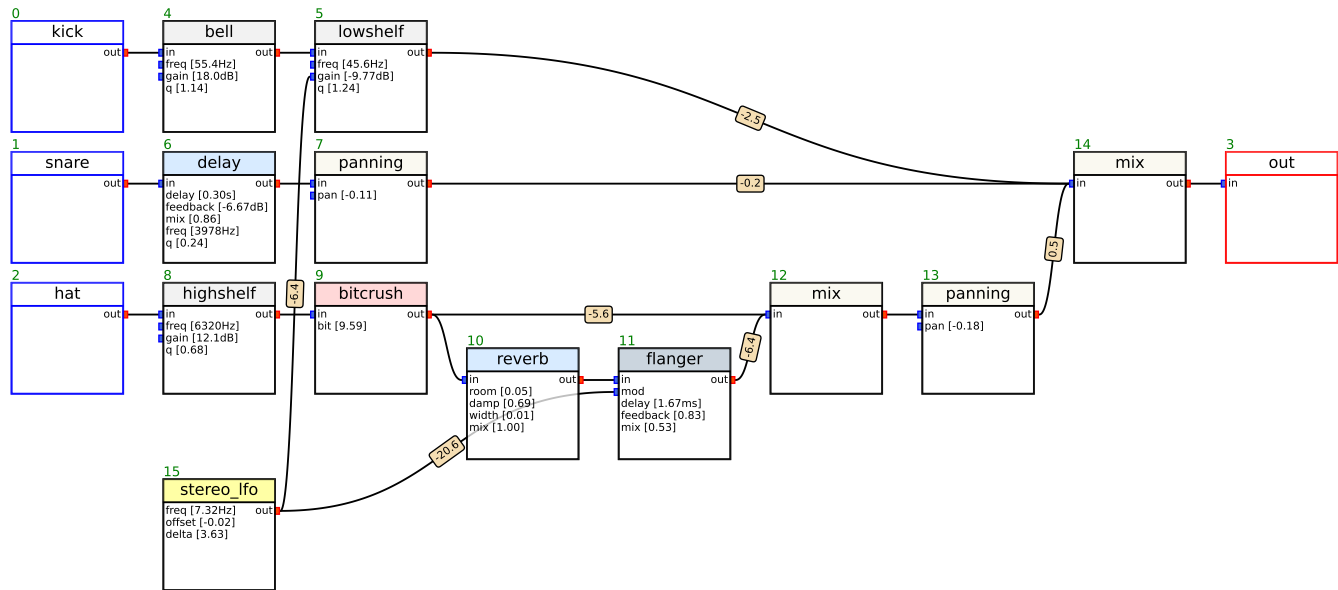 0
kick
out
4
bell
in out
freq [55.4Hz]
gain [18.0dB]
q [1.14]
5
lowshelf
in out
freq [45.6Hz]
gain [-9.77dB]
q [1.24]
-2.5
1
snare
out
6
delay
in out
delay [0.30s]
feedback [-6.67dB]
mix [0.86]
freq [3978Hz]
q [0.24]
7
panning
in out
pan [-0.11]
-0.2
14
mix
in out
3
out
in
0.5
-6.4
2
hat
out
8
highshelf
in out
freq [6320Hz]
gain [12.1dB]
q [0.68]
9
bitcrush
in out
bit [9.59]
-5.6
12
mix
in out
13
panning
in out
pan [-0.18]
10
reverb
in out
room [0.05]
damp [0.69]
width [0.01]
mix [1.00]
11
flanger
in out
mod
delay [1.67ms]
feedback [0.83]
mix [0.53]
-6.4
-20.6
15
stereo_lfo
freq [7.32Hz] out
offset [-0.02]
delta [3.63]